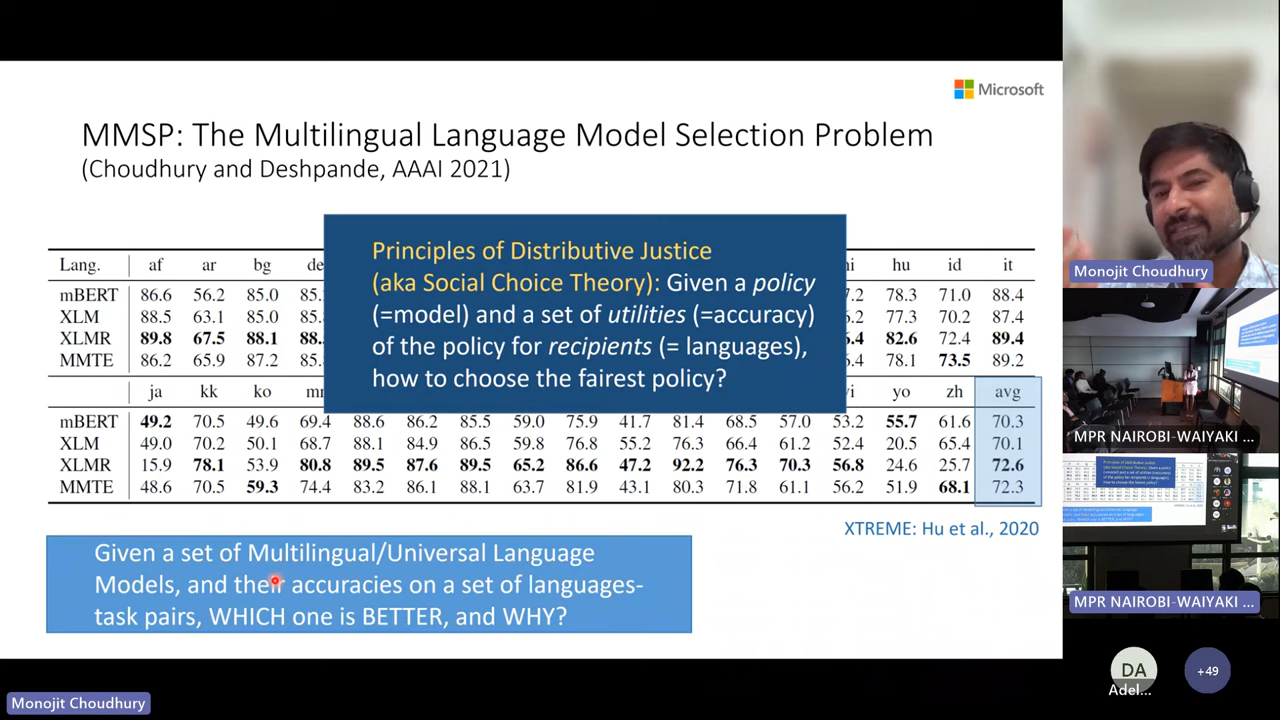 Microsoft
MMSP: The Multilingual Language Model Selection Problem
(Choudhury and Deshpande, AAAI 2021)
Principles of Distributive Justice
(aka Social Choice Theory): Given a policy
(=model) and a set of utilities (=accuracy)
of the policy for recipients (= languages),
how to choose the fairest policy?
Lang. af ar bg de hu id it
mBERT 86.6 56.2 85.0 85. 7.2 78.3 71.0 88.4
XLM 88.5 63.1 85.0 85. 6.2 77.3 70.2 87.4
XLMR 89.8 67.5 88.1 88. 6.4 82.6 72.4 89.4
MMTE 86.2 65.9 87.2 85. 78.1 73.5 89.2
ja kk ko yo zh avg
mBERT 49.2 70.5 49.6 69.4 88.6 86.2 85.5 59.0 75.9 41.7 81.4 68.5 57.0 53.2 55.7 61.6 70.3
XLM 49.0 70.2 50.1 68.7 88.1 84.9 86.5 59.8 76.8 55.2 76.3 66.4 61.2 52.4 20.5 65.4 70.1
XLMR 15.9 78.1 53.9 80.8 89.5 87.6 89.5 65.2 86.6 47.2 92.2 76.3 70.3 56.8 24.6 25.7 72.6
MMTE 48.6 70.5 59.3 74.4 88.1 63.7 81.9 43.1 80.3 71.8 61.1 56.2 51.9 68.1 72.3
XTREME: Hu et al., 2020
Given a set of Multilingual/Universal Language
Models, and their accuracies on a set of languages-
task pairs, WHICH one is BETTER, and WHY?
Monojit Choudhury
Monojit Choudhury
MPR NAIROBI-WAIYAKI ...
MPR NAIROBI-WAIYAKI ...
DA
Adel...
+49